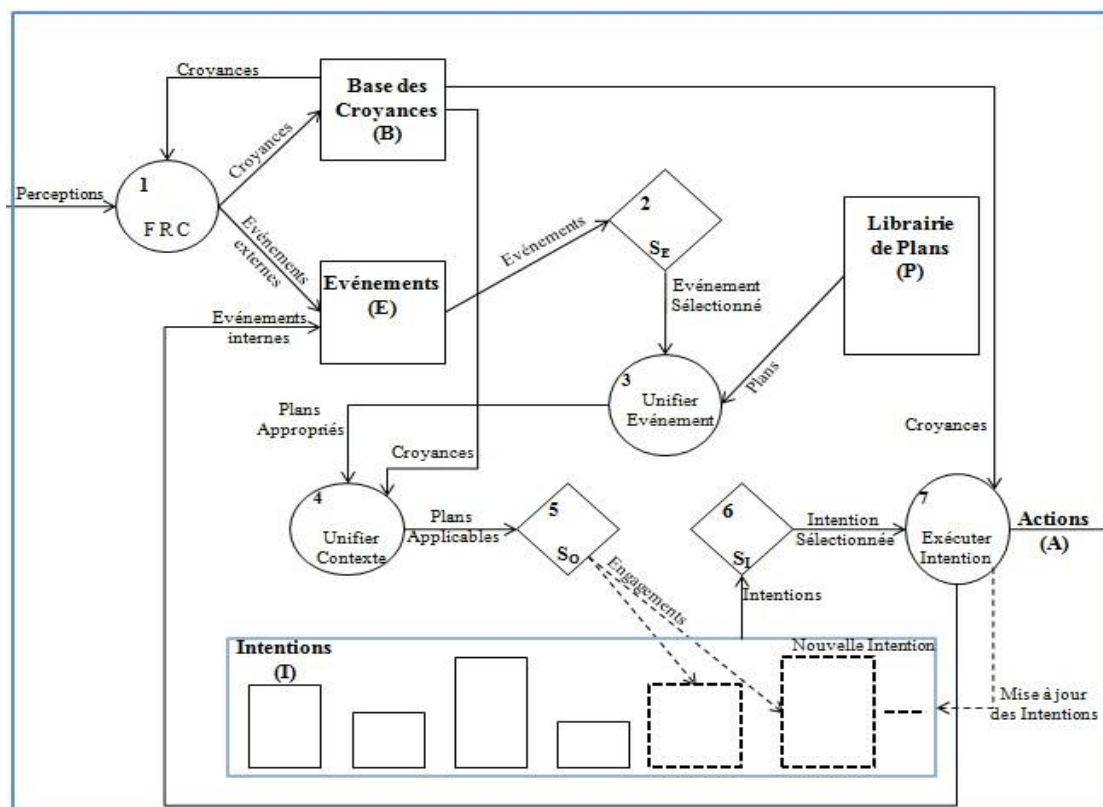 Croyances
Base des
Croyances
(B)
Croyances
Perceptions
1
F R C
Evénements
externes
Evénements
(E)
Evénements
internes
Evénements
2
SE
Evénement
Sélectionné
Librairie
de Plans
(P)
3
Unifier
Evénement
Plans
Plans
Appropriés
Croyances
Croyances
4
Unifier
Contexte
Plans
Applicables
5
SO
Engagements
6
SI
Intentions
Intention
Sélectionnée
7
Exécuter
Intention
Actions
(A)
Intentions
(I)
Nouvelle Intention
Mise à jour
des Intentions